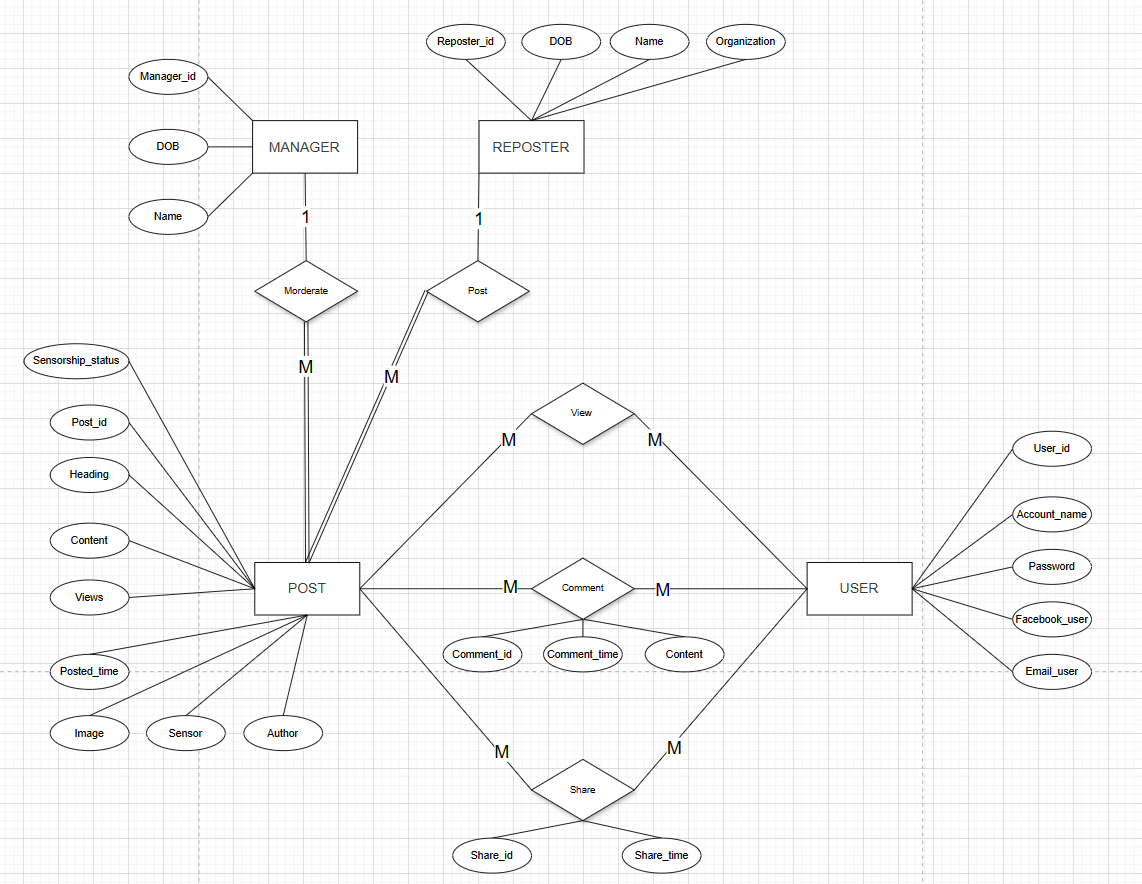 Reposter_id
DOB
Name
Organization
Manager_id
DOB
Name
MANAGER
REPOSTER
1
1
Morderate
Post
M
M
Sensorship_status
Post_id
Heading
Content
Views
POST
Posted_time
Image
Sensor
Author
View
M
M
M
Comment
M
Comment_id
Comment_time
Content
M
M
Share
Share_id
Share_time
USER
User_id
Account_name
Password
Facebook_user
Email_user